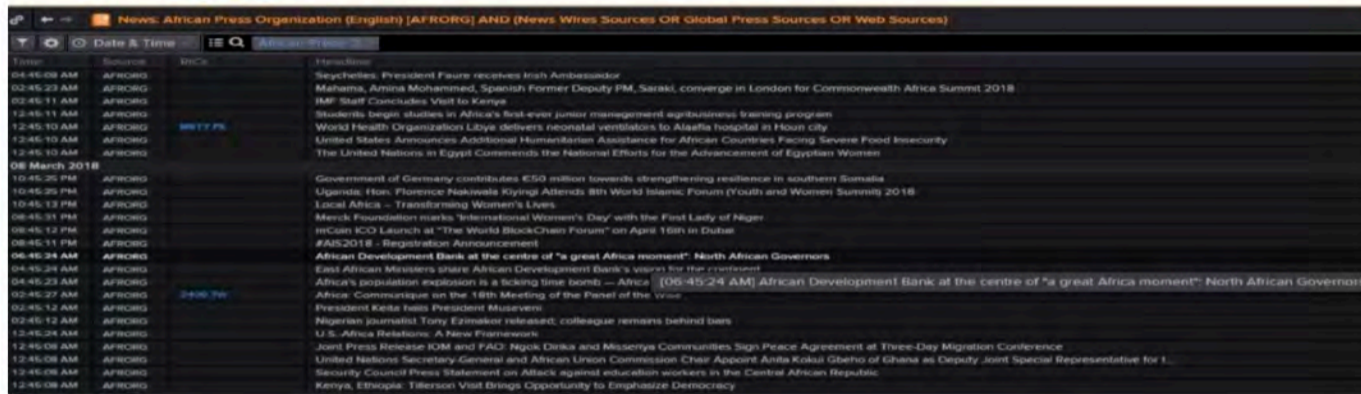 News: African Press Organization (English) [AFRORG] AND (News Wires Sources OR Global Press Sources OR Web Sources)
Date & Time
Time Source RICs Headline
04:45:09 AM AFRORG Seychelles: President Faure receives Irish Ambassador
02:45:23 AM AFRORG Mahama, Amina Mohammed, Spanish Former Deputy PM, Saraki, converge in London for Commonwealth Africa Summit 2018
02:45:11 AM AFRORG IMF Staff Concludes Visit to Kenya
12:45:11 AM AFRORG Students begin studies in Africa's first-ever junior management agribusiness training program
12:45:10 AM AFRORG World Health Organization Libya delivers neonatal ventilators to Alaafia hospital in Houn city
12:45:10 AM AFRORG United States Announces Additional Humanitarian Assistance for African Countries Facing Severe Food Insecurity
12:45:10 AM AFRORG The United Nations in Egypt Commends the National Efforts for the Advancement of Egyptian Women
08 March 2018
10:45:25 PM AFRORG Government of Germany contributes €50 million towards strengthening resilience in southern Somalia
10:45:25 PM AFRORG Uganda: Hon. Florence Nakiwala Kiyingi Attends 8th World Islamic Forum (Youth and Women Summit) 2018
10:45:13 PM AFRORG Local Africa – Transforming Women's Lives
08:45:31 PM AFRORG Merck Foundation marks 'International Women's Day' with the First Lady of Niger
08:45:12 PM AFRORG mCoin ICO Launch at "The World BlockChain Forum" on April 16th in Dubai
08:45:11 PM AFRORG #AIS2018 - Registration Announcement
06:45:24 AM AFRORG African Development Bank at the centre of "a great Africa moment": North African Governors
04:45:24 AM AFRORG East African Ministers share African Development Bank's vision for the continent
04:45:23 AM AFRORG Africa's population explosion is a ticking time bomb — Africa
[06:45:24 AM] African Development Bank at the centre of "a great Africa moment": North African Governors
02:45:27 AM AFRORG Africa: Communique on the 18th Meeting of the Panel of the Wise
02:45:12 AM AFRORG President Keita hails President Museveni
02:45:12 AM AFRORG Nigerian journalist Tony Ezimakor released; colleague remains behind bars
12:45:24 AM AFRORG U.S.-Africa Relations: A New Framework
12:45:09 AM AFRORG Joint Press Release IOM and FAO: Ngok Dinka and Misseriya Communities Sign Peace Agreement at Three-Day Migration Conference
12:45:08 AM AFRORG United Nations Secretary-General and African Union Commission Chair Appoint Anita Kokui Gbeho of Ghana as Deputy Joint Special Representative for t...
12:45:08 AM AFRORG Security Council Press Statement on Attack against education workers in the Central African Republic
12:45:08 AM AFRORG Kenya, Ethiopia: Tillerson Visit Brings Opportunity to Emphasize Democracy